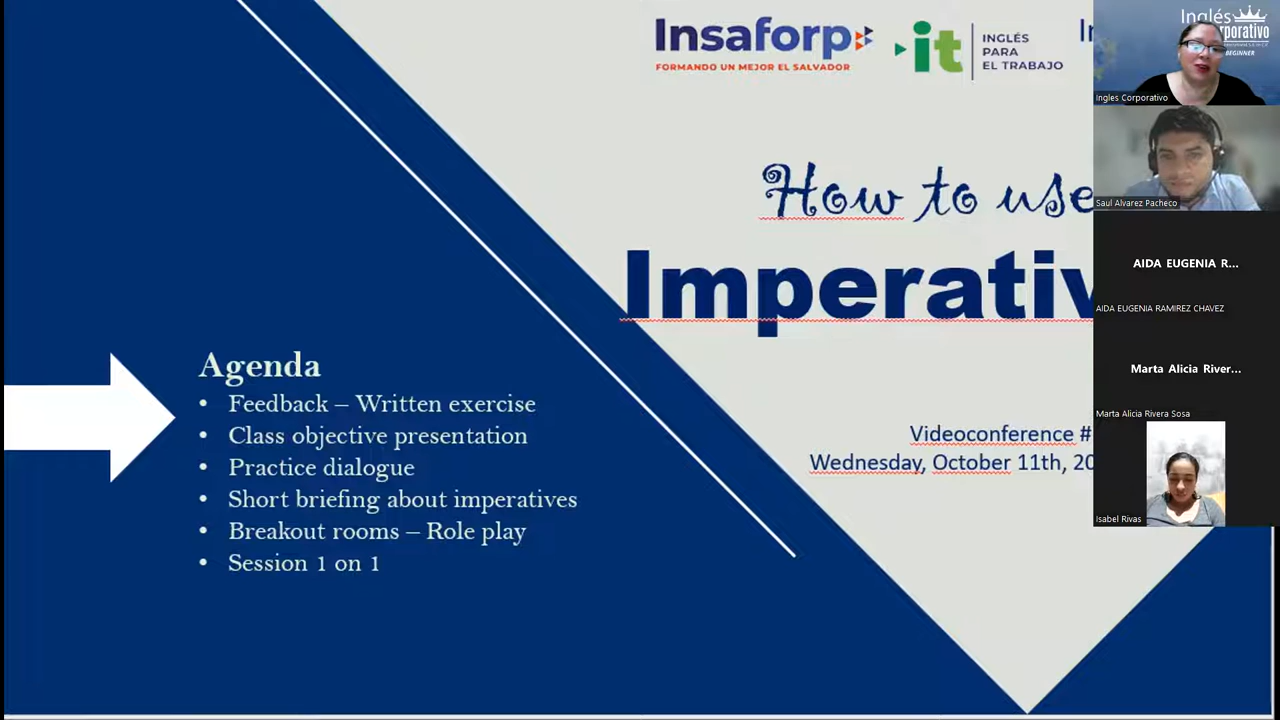 Insaforp
FORMANDO UN MEJOR EL SALVADOR
it
INGLÉS
PARA
EL TRABAJO
How to use
Imperativ
Videoconference #
Wednesday, October 11th, 20
Agenda
• Feedback – Written exercise
• Class objective presentation
• Practice dialogue
• Short briefing about imperatives
• Breakout rooms – Role play
• Session 1 on 1
Inglés
BEGINNER
Ingles Corporativo
Saul Alvarez Pacheco
AIDA EUGENIA R...
AIDA EUGENIA RAMIREZ CHAVEZ
Marta Alicia River...
Marta Alicia Rivera Sosa
Isabel Rivas